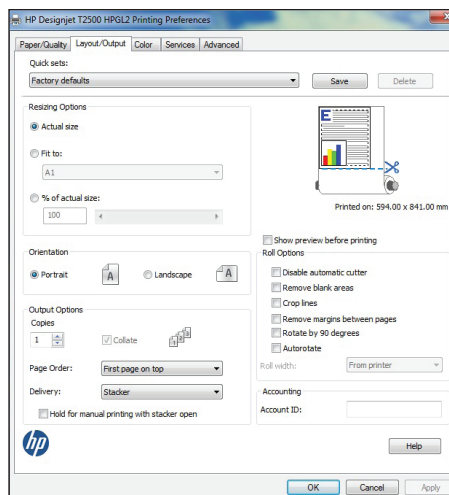 HP Designjet T2500 HPGL2 Printing Preferences
Paper/Quality Layout/Output Color Services Advanced
Quick sets:
Factory defaults Save Delete
Resizing Options
Actual size
Fit to:
A1
% of actual size:
100
E
Printed on: 594.00 x 841.00 mm
Show preview before printing
Orientation
Portrait A Landscape A
Roll Options
Disable automatic cutter
Remove blank areas
Crop lines
Remove margins between pages
Rotate by 90 degrees
Autorotate
Roll width: From printer
Output Options
Copies
1 Collate
Page Order: First page on top
Delivery: Stacker
Hold for manual printing with stacker open
Accounting
Account ID:
hp
Help
OK Cancel Apply